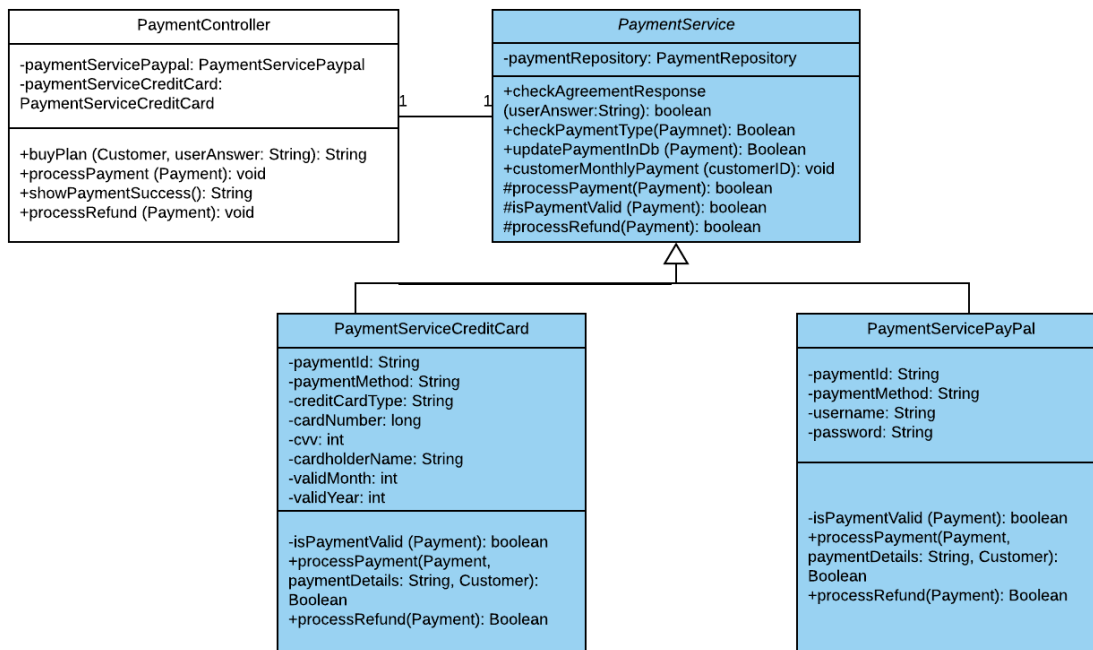 PaymentController
-paymentServicePaypal: PaymentServicePaypal
-paymentServiceCreditCard:
PaymentServiceCreditCard
+buyPlan (Customer, userAnswer: String): String
+processPayment (Payment): void
+showPaymentSuccess(): String
+processRefund (Payment): void
1
1
PaymentService
-paymentRepository: PaymentRepository
+checkAgreementResponse
(userAnswer:String): boolean
+checkPaymentType(Paymnet): Boolean
+updatePaymentInDb (Payment): Boolean
+customerMonthlyPayment (customerID): void
#processPayment(Payment): boolean
#isPaymentValid (Payment): boolean
#processRefund(Payment): boolean
PaymentServiceCreditCard
-paymentId: String
-paymentMethod: String
-creditCardType: String
-cardNumber: long
-cvv: int
-cardholderName: String
-validMonth: int
-validYear: int
-isPaymentValid (Payment): boolean
+processPayment(Payment,
paymentDetails: String, Customer):
Boolean
+processRefund(Payment): Boolean
PaymentServicePayPal
-paymentId: String
-paymentMethod: String
-username: String
-password: String
-isPaymentValid (Payment): boolean
+processPayment(Payment,
paymentDetails: String, Customer):
Boolean
+processRefund(Payment): Boolean